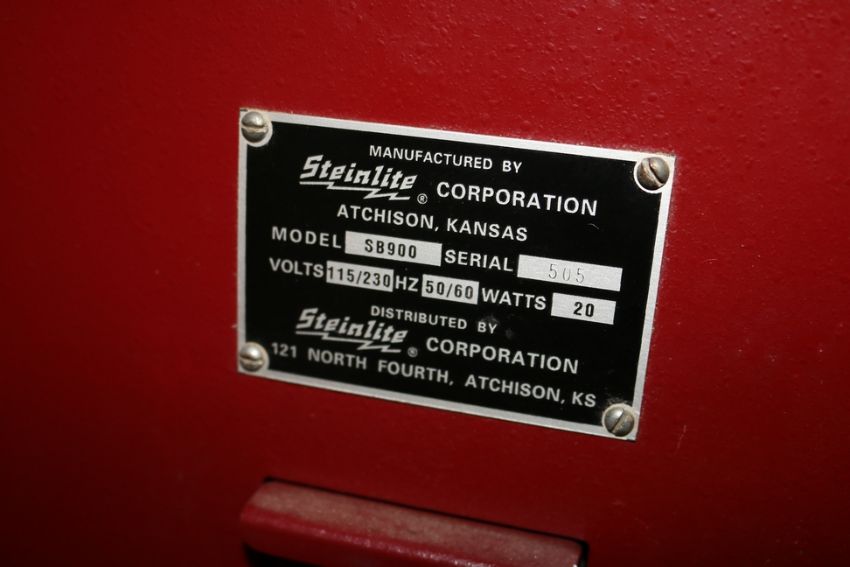 MANUFACTURED BY
Steinlite ® CORPORATION
ATCHISON, KANSAS
MODEL SB900 SERIAL 505
VOLTS 115/230 HZ 50/60 WATTS 20
DISTRIBUTED BY
Steinlite ® CORPORATION
121 NORTH FOURTH, ATCHISON, KS